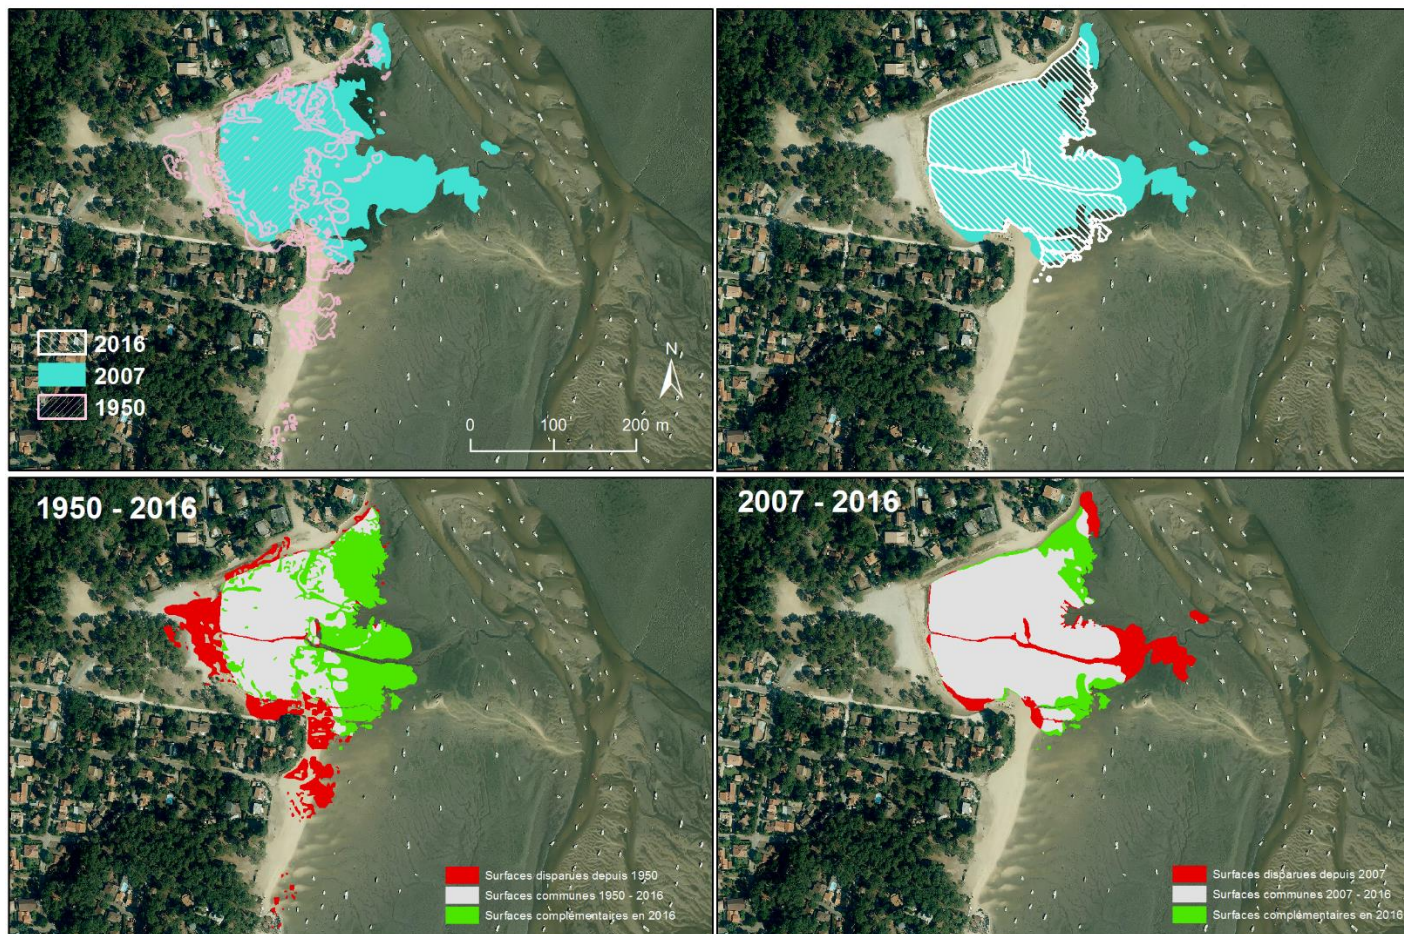 2016
2007
1950
N
0 100 200 m
1950 - 2016
Surfaces disparues depuis 1950
Surfaces communes 1950 - 2016
Surfaces complémentaires en 2016
2007 - 2016
Surfaces disparues depuis 2007
Surfaces communes 2007 - 2016
Surfaces complémentaires en 2016